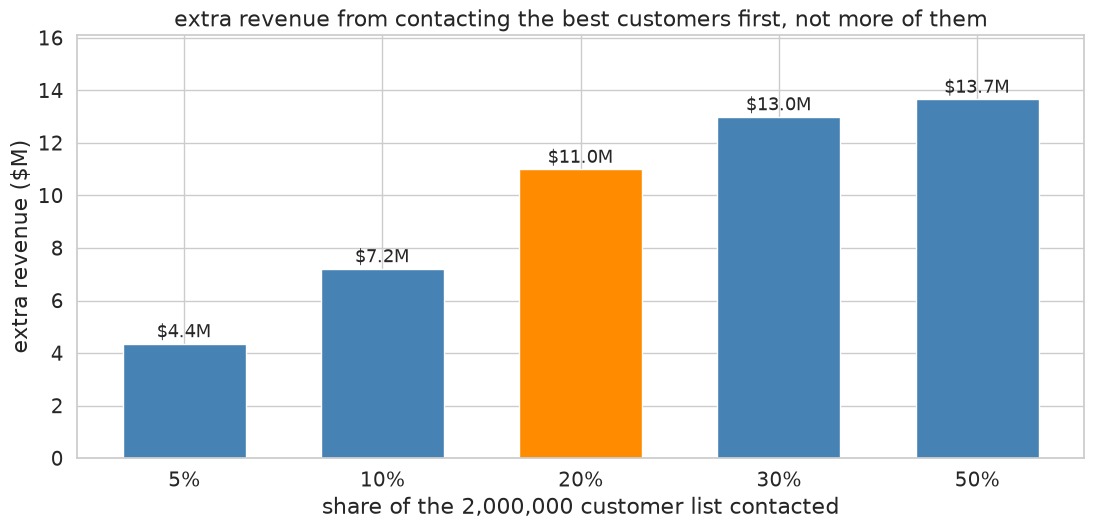 extra revenue from contacting the best customers first, not more of them
extra revenue ($M)
16
14
12
10
8
6
4
2
0
$4.4M
$7.2M
$11.0M
$13.0M
$13.7M
5%
10%
20%
30%
50%
share of the 2,000,000 customer list contacted